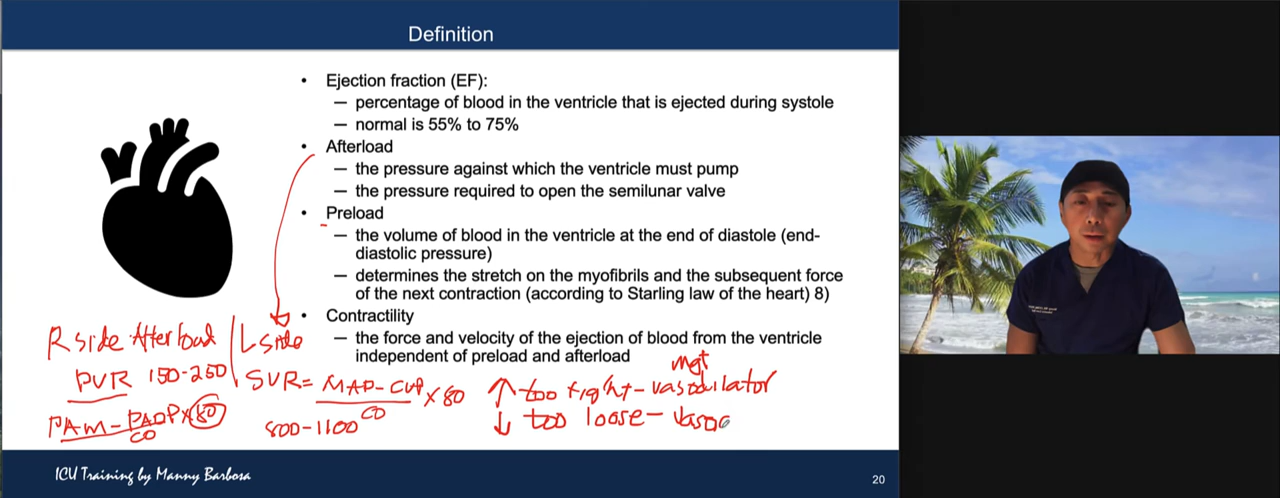 Definition
• Ejection fraction (EF):
– percentage of blood in the ventricle that is ejected during systole
– normal is 55% to 75%
• Afterload
– the pressure against which the ventricle must pump
– the pressure required to open the semilunar valve
• Preload
– the volume of blood in the ventricle at the end of diastole (end-
diastolic pressure)
– determines the stretch on the myofibrils and the subsequent force
of the next contraction (according to Starling law of the heart) 8)
• Contractility
– the force and velocity of the ejection of blood from the ventricle
independent of preload and afterload
R side Afterload
PVR 150-250
PAM - PAOP x 80
CO
L side
SVR = MAP - CVP x 80
CO
800-1100
Mgt
↑ too tight - vasodilator
↓ too loose - vaso
ICU Training by Manny Barbosa
20